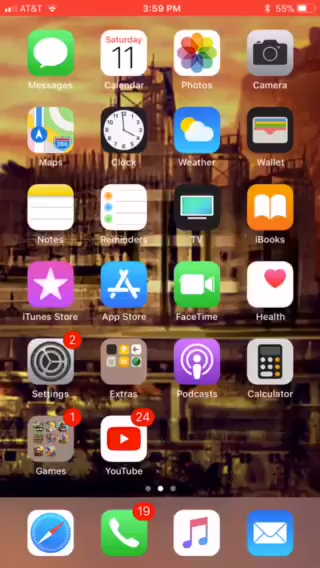 AT&T 3:59 PM 55%
Saturday
11
Messages Calendar Photos Camera
280
Maps Clock Weather Wallet
Notes Reminders TV iBooks
iTunes Store App Store FaceTime Health
2
Settings Extras Podcasts Calculator
1 24
Games YouTube
19